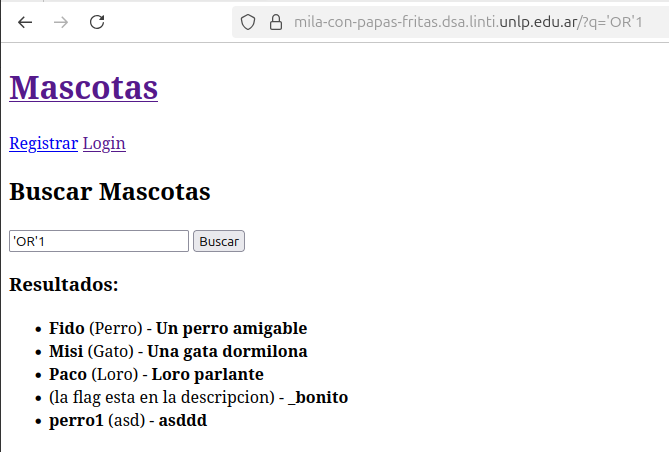 mila-con-papas-fritas.dsa.linti.unlp.edu.ar/?q='OR'1
Mascotas
Registrar Login
Buscar Mascotas
'OR'1 Buscar
Resultados:
• Fido (Perro) - Un perro amigable
• Misi (Gato) - Una gata dormilona
• Paco (Loro) - Loro parlante
• (la flag esta en la descripcion) - _bonito
• perro1 (asd) - asddd